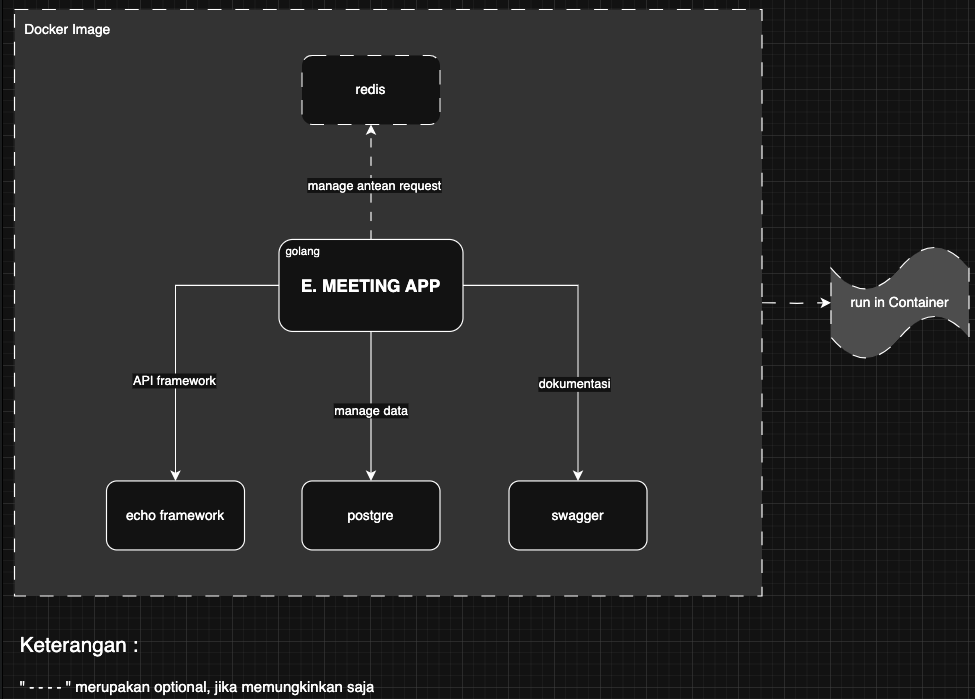 Docker Image
redis
manage antean request
golang
E. MEETING APP
run in Container
API framework
dokumentasi
manage data
echo framework
postgre
swagger
Keterangan :
" - - - - " merupakan optional, jika memungkinkan saja